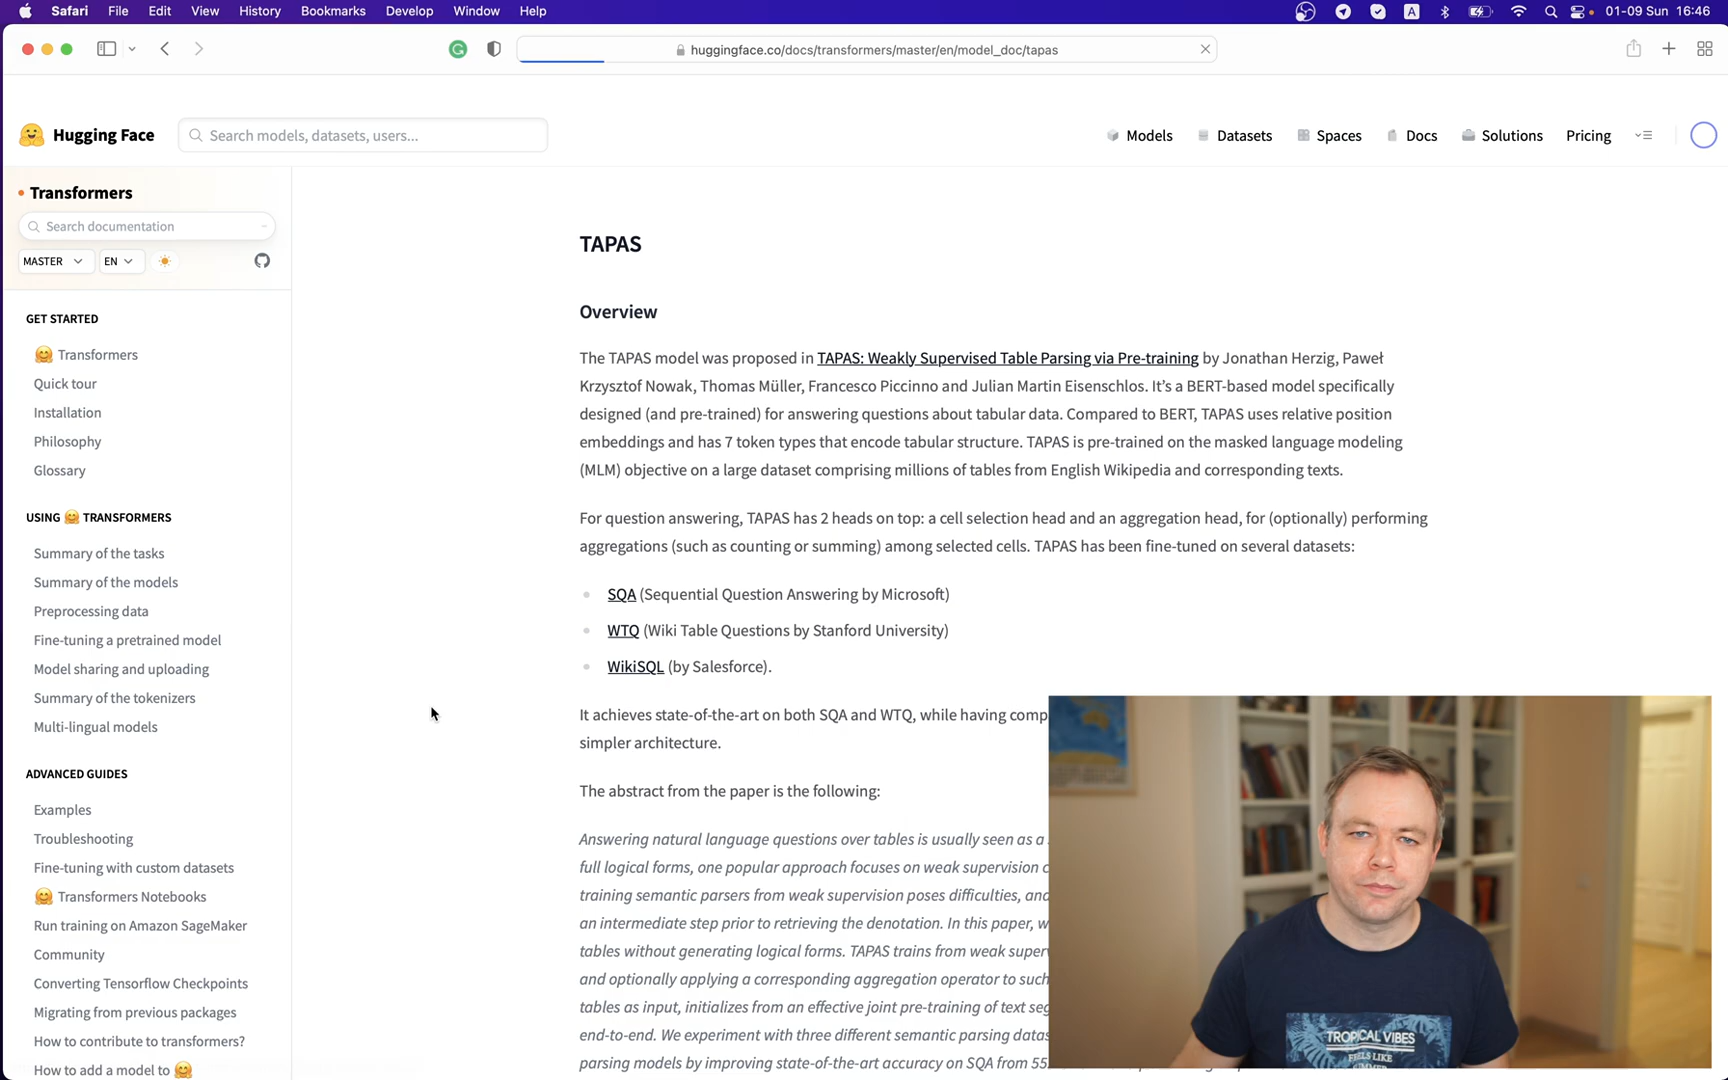 Safari File Edit View History Bookmarks Develop Window Help
A 01-09 Sun 16:46
huggingface.co/docs/transformers/master/en/model_doc/tapas
Hugging Face Search models, datasets, users... Models Datasets Spaces Docs Solutions Pricing
Transformers
Search documentation
MASTER EN
GET STARTED
🤗 Transformers
Quick tour
Installation
Philosophy
Glossary
USING 🤗 TRANSFORMERS
Summary of the tasks
Summary of the models
Preprocessing data
Fine-tuning a pretrained model
Model sharing and uploading
Summary of the tokenizers
Multi-lingual models
ADVANCED GUIDES
Examples
Troubleshooting
Fine-tuning with custom datasets
🤗 Transformers Notebooks
Run training on Amazon SageMaker
Community
Converting Tensorflow Checkpoints
Migrating from previous packages
How to contribute to transformers?
How to add a model to 🤗
TAPAS
Overview
The TAPAS model was proposed in TAPAS: Weakly Supervised Table Parsing via Pre-training by Jonathan Herzig, Paweł
Krzysztof Nowak, Thomas Müller, Francesco Piccinno and Julian Martin Eisenschlos. It's a BERT-based model specifically
designed (and pre-trained) for answering questions about tabular data. Compared to BERT, TAPAS uses relative position
embeddings and has 7 token types that encode tabular structure. TAPAS is pre-trained on the masked language modeling
(MLM) objective on a large dataset comprising millions of tables from English Wikipedia and corresponding texts.
For question answering, TAPAS has 2 heads on top: a cell selection head and an aggregation head, for (optionally) performing
aggregations (such as counting or summing) among selected cells. TAPAS has been fine-tuned on several datasets:
SQA (Sequential Question Answering by Microsoft)
WTQ (Wiki Table Questions by Stanford University)
WikiSQL (by Salesforce).
It achieves state-of-the-art on both SQA and WTQ, while having comp
simpler architecture.
The abstract from the paper is the following:
Answering natural language questions over tables is usually seen as a
full logical forms, one popular approach focuses on weak supervision c
training semantic parsers from weak supervision poses difficulties, and
an intermediate step prior to retrieving the denotation. In this paper, w
tables without generating logical forms. TAPAS trains from weak superv
and optionally applying a corresponding aggregation operator to such
tables as input, initializes from an effective joint pre-training of text seg
end-to-end. We experiment with three different semantic parsing datas
parsing models by improving state-of-the-art accuracy on SQA from 55
TROPICAL VIBES
FEELS LIKE
SUMMER